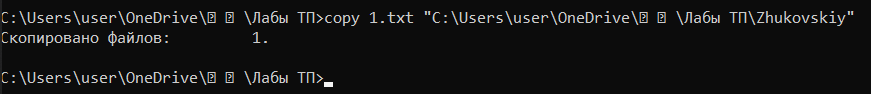 C:\Users\user\OneDrive\⍰ ⍰ \Лабы ТП>copy 1.txt "C:\Users\user\OneDrive\⍰ ⍰ \Лабы ТП\Zhukovskiy"
Скопировано файлов:         1.
C:\Users\user\OneDrive\⍰ ⍰ \Лабы ТП>